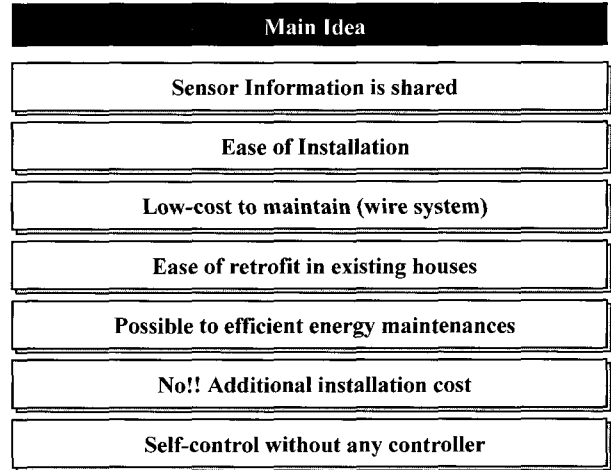 Main Idea
Sensor Information is shared
Ease of Installation
Low-cost to maintain (wire system)
Ease of retrofit in existing houses
Possible to efficient energy maintenances
No!! Additional installation cost
Self-control without any controller